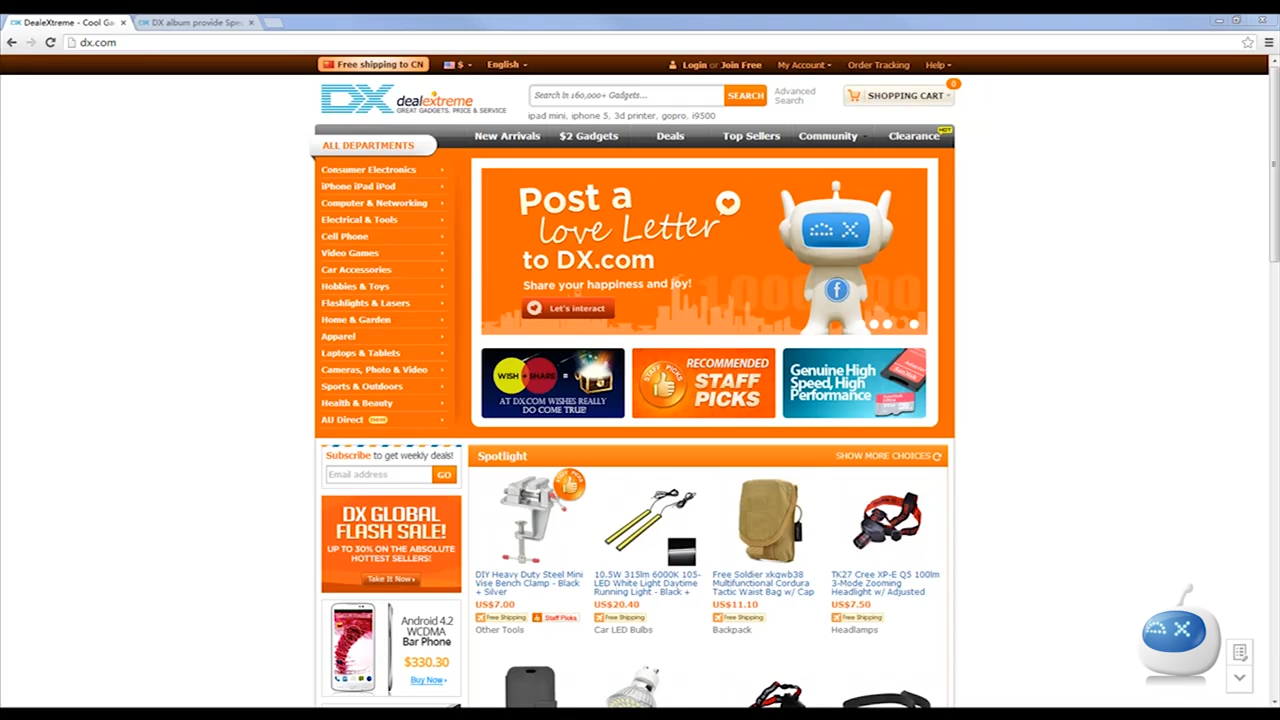 DealeXtreme - Cool Ga
DX album provide Spe
dx.com
Free shipping to CN
$
English
Login or Join Free
My Account
Order Tracking
Help
DX dealextreme
GREAT GADGETS. PRICE & SERVICE
Search in 160,000+ Gadgets...
SEARCH
Advanced
Search
SHOPPING CART
0
ipad mini, iphone 5, 3d printer, gopro, i9500
ALL DEPARTMENTS
New Arrivals
$2 Gadgets
Deals
Top Sellers
Community
Clearance
HOT
Consumer Electronics
iPhone iPad iPod
Computer & Networking
Electrical & Tools
Cell Phone
Video Games
Car Accessories
Hobbies & Toys
Flashlights & Lasers
Home & Garden
Apparel
Laptops & Tablets
Cameras, Photo & Video
Sports & Outdoors
Health & Beauty
AU Direct
Post a
love Letter
to DX.com
Share your happiness and joy!
Let's interact
WISH + SHARE =
AT DX.COM WISHES REALLY
DO COME TRUE!
STAFF PICKS
RECOMMENDED
STAFF
PICKS
Genuine High
Speed, High
Performance
Subscribe to get weekly deals!
Email address
GO
DX GLOBAL
FLASH SALE!
UP TO 30% ON THE ABSOLUTE
HOTTEST SELLERS!
Take It Now
Android 4.2
WCDMA
Bar Phone
$330.30
Buy Now
Spotlight
SHOW MORE CHOICES
DIY Heavy Duty Steel Mini
Vise Bench Clamp - Black
+ Silver
US$7.00
Free Shipping
Staff Picks
Other Tools
10.5W 315lm 6000K 105-
LED White Light Daytime
Running Light - Black +
US$20.40
Free Shipping
Car LED Bulbs
Free Soldier xkqwb38
Multifunctional Cordura
Tactic Waist Bag w/ Cap
US$11.10
Free Shipping
Backpack
TK27 Cree XP-E Q5 100lm
3-Mode Zooming
Headlight w/ Adjusted
US$7.50
Free Shipping
Headlamps